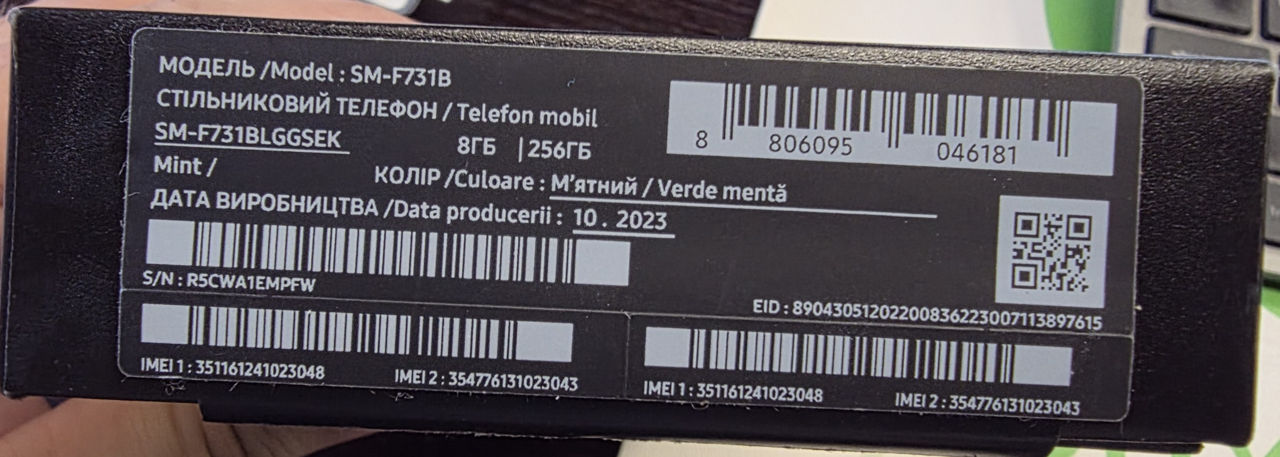 МОДЕЛЬ /Model : SM-F731B
СТІЛЬНИКОВИЙ ТЕЛЕФОН / Telefon mobil
SM-F731BLGGSEK 8ГБ |256ГБ
Mint /
КОЛІР /Culoare : М'ятний / Verde mentă
ДАТА ВИРОБНИЦТВА /Data producerii : 10 . 2023
8 806095 046181
S/N : R5CWA1EMPFW
EID : 89043051202200836223007113897615
IMEI 1 : 351161241023048 IMEI 2 : 354776131023043
IMEI 1 : 351161241023048 IMEI 2 : 354776131023043